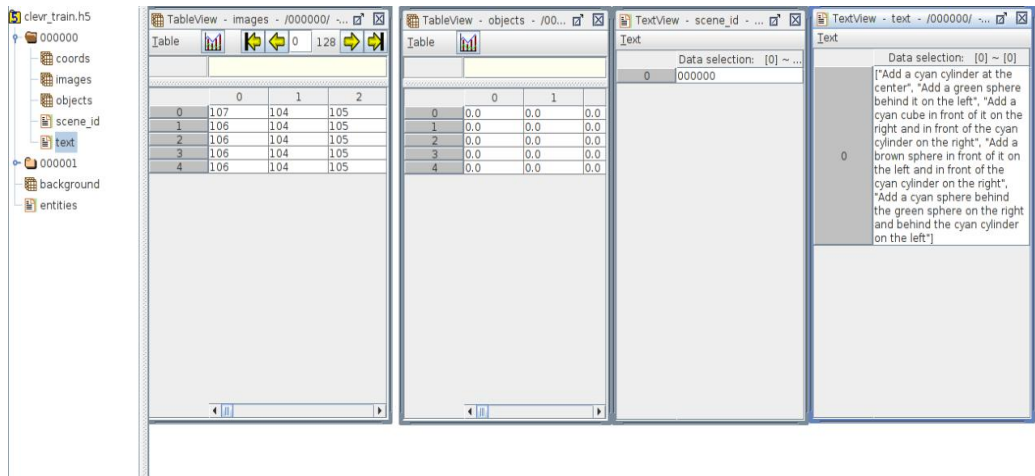 clevr_train.h5
000000
coords
images
objects
scene_id
text
000001
background
entities
TableView - images - /000000/ -...
Table
0 128
0 1 2
0 107 104 105
1 106 104 105
2 106 104 105
3 106 104 105
4 106 104 105
TableView - objects - /00...
Table
0 1
0 0.0 0.0 0.0
1 0.0 0.0 0.0
2 0.0 0.0 0.0
3 0.0 0.0 0.0
4 0.0 0.0 0.0
TextView - scene_id - ...
Text
Data selection: [0] ~ ...
0 000000
TextView - text - /000000/ -...
Text
Data selection: [0] ~ [0]
0
["Add a cyan cylinder at the
center", "Add a green sphere
behind it on the left", "Add a
cyan cube in front of it on the
right and in front of the cyan
cylinder on the right", "Add a
brown sphere in front of it on
the left and in front of the
cyan cylinder on the right",
"Add a cyan sphere behind
the green sphere on the right
and behind the cyan cylinder
on the left"]